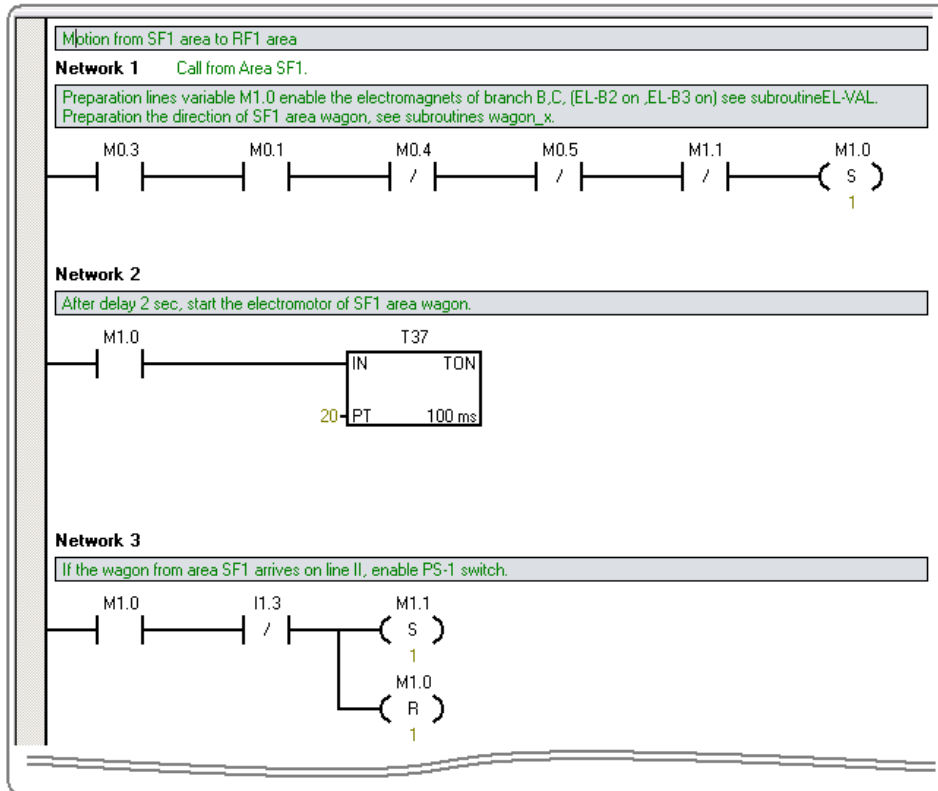 Motion from SF1 area to RF1 area
Network 1 Call from Area SF1.
Preparation lines variable M1.0 enable the electromagnets of branch B,C, (EL-B2 on ,EL-B3 on) see subroutineEL-VAL.
Preparation the direction of SF1 area wagon, see subroutines wagon_x.
M0.3 M0.1 M0.4 M0.5 M1.1 M1.0
/ / / S
1
Network 2
After delay 2 sec, start the electromotor of SF1 area wagon.
M1.0 T37
IN TON
20 PT 100 ms
Network 3
If the wagon from area SF1 arrives on line II, enable PS-1 switch.
M1.0 I1.3 M1.1
/ S
1
M1.0
R
1